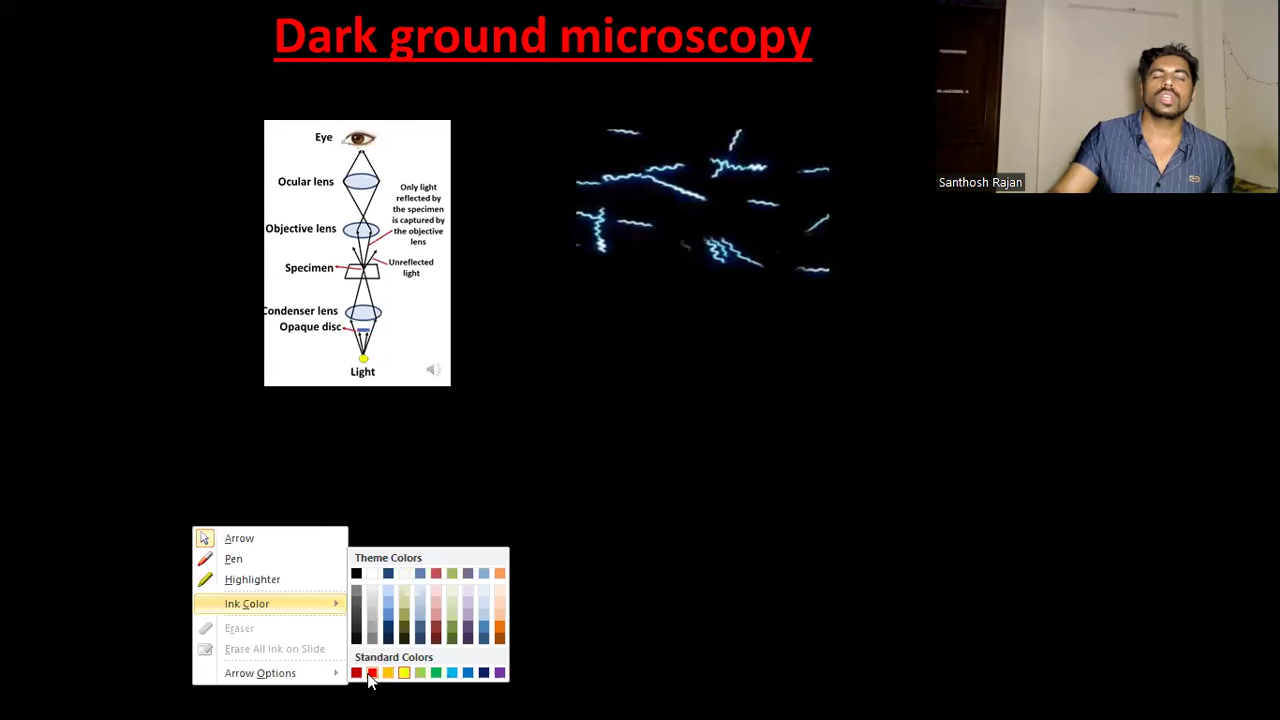 Dark ground microscopy
Eye
Ocular lens
Only light
reflected by
the specimen
is captured by
the objective
lens
Objective lens
Unreflected
light
Specimen
Condenser lens
Opaque disc
Light
Santhosh Rajan
Arrow
Pen
Highlighter
Ink Color
Eraser
Erase All Ink on Slide
Arrow Options
Theme Colors
Standard Colors